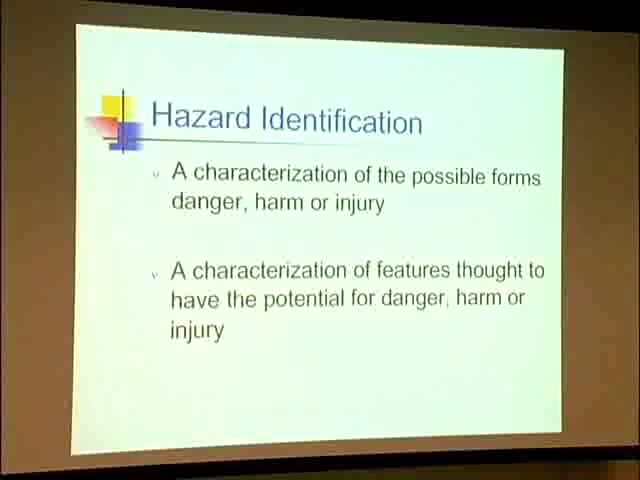 Hazard Identification
A characterization of the possible forms
danger, harm or injury
A characterization of features thought to
have the potential for danger, harm or
injury